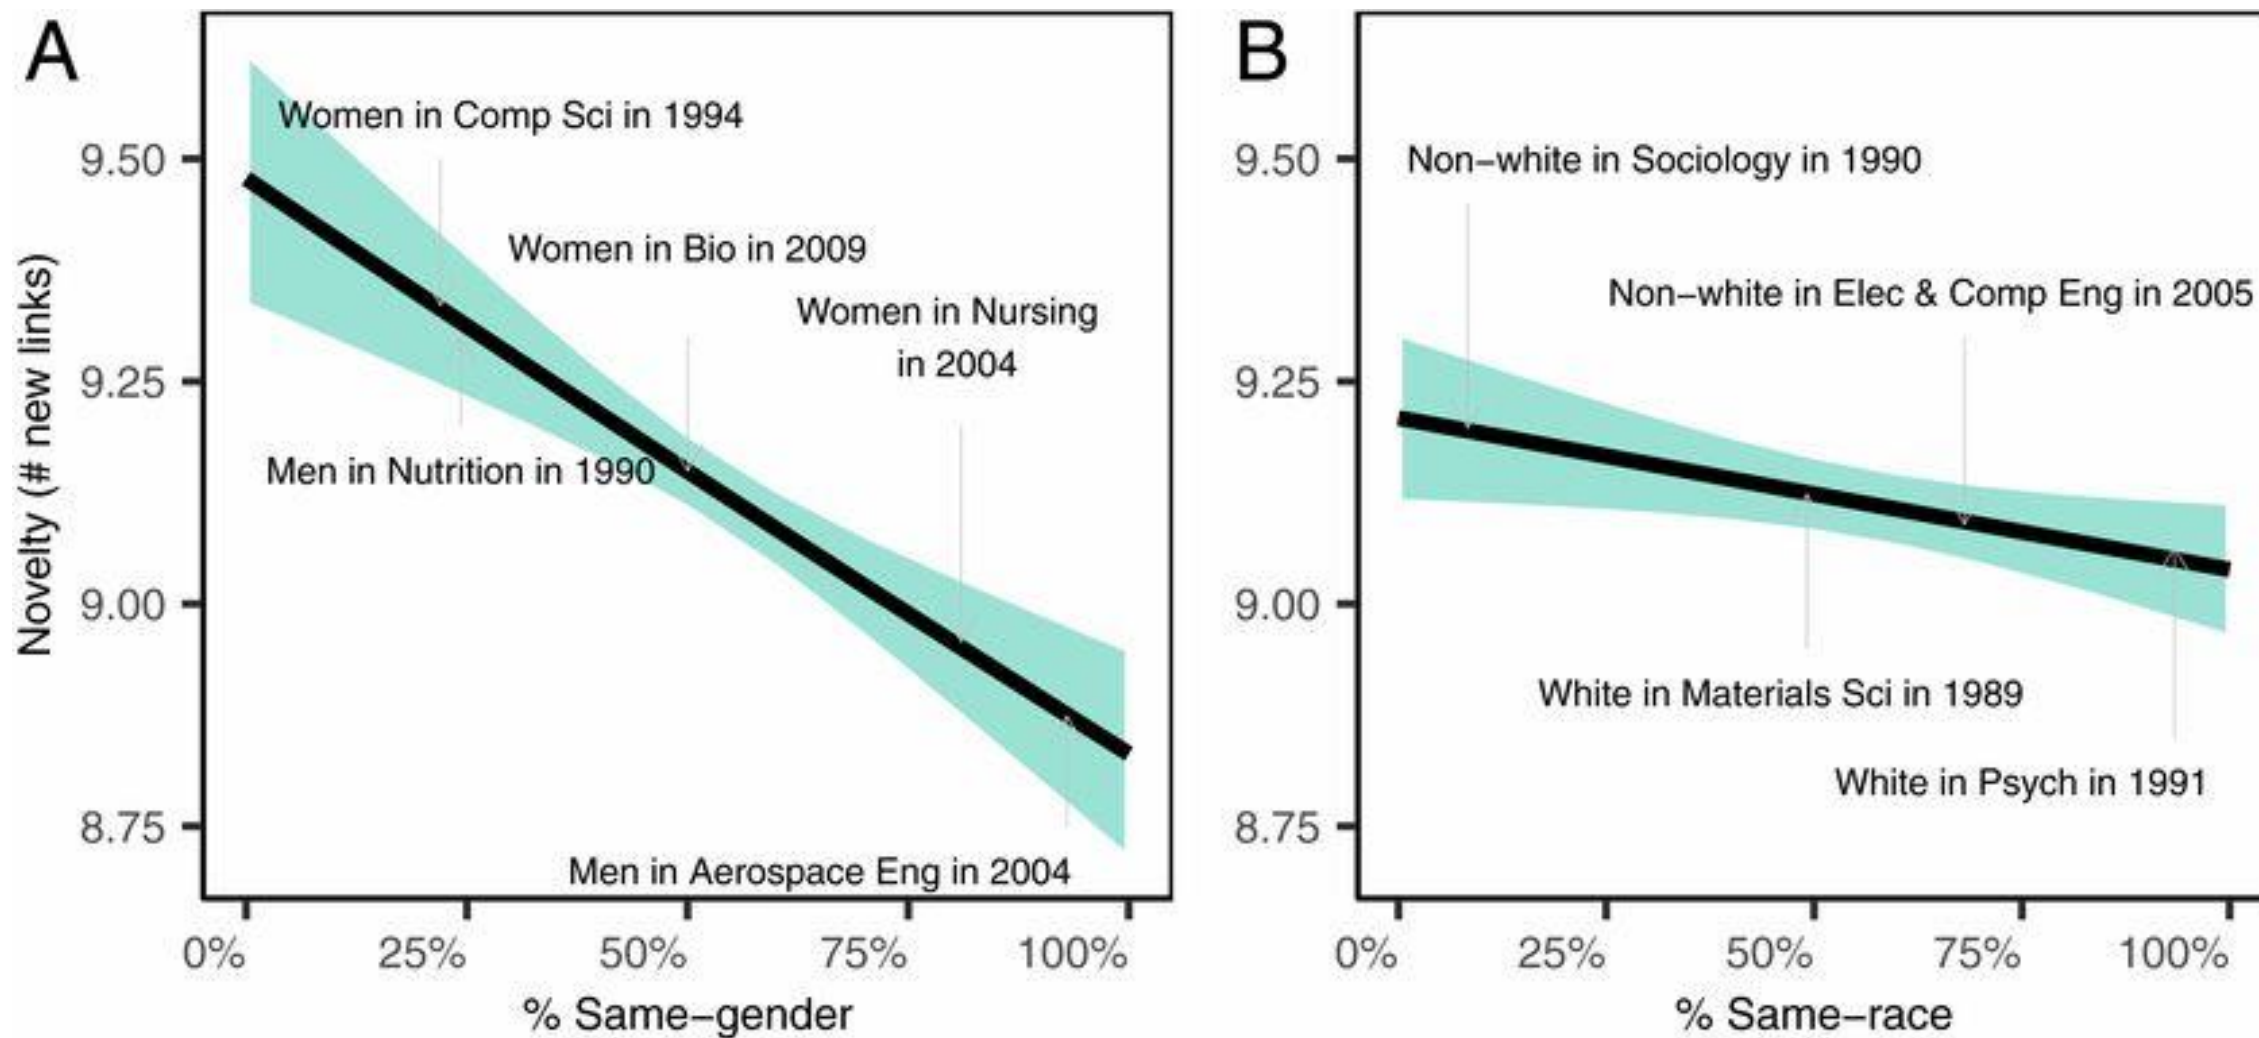 A
Novelty (# new links)
9.50
9.25
9.00
8.75
Women in Comp Sci in 1994
Women in Bio in 2009
Women in Nursing
in 2004
Men in Nutrition in 1990
Men in Aerospace Eng in 2004
0% 25% 50% 75% 100%
% Same−gender
B
9.50
9.25
9.00
8.75
Non−white in Sociology in 1990
Non−white in Elec & Comp Eng in 2005
White in Materials Sci in 1989
White in Psych in 1991
0% 25% 50% 75% 100%
% Same−race